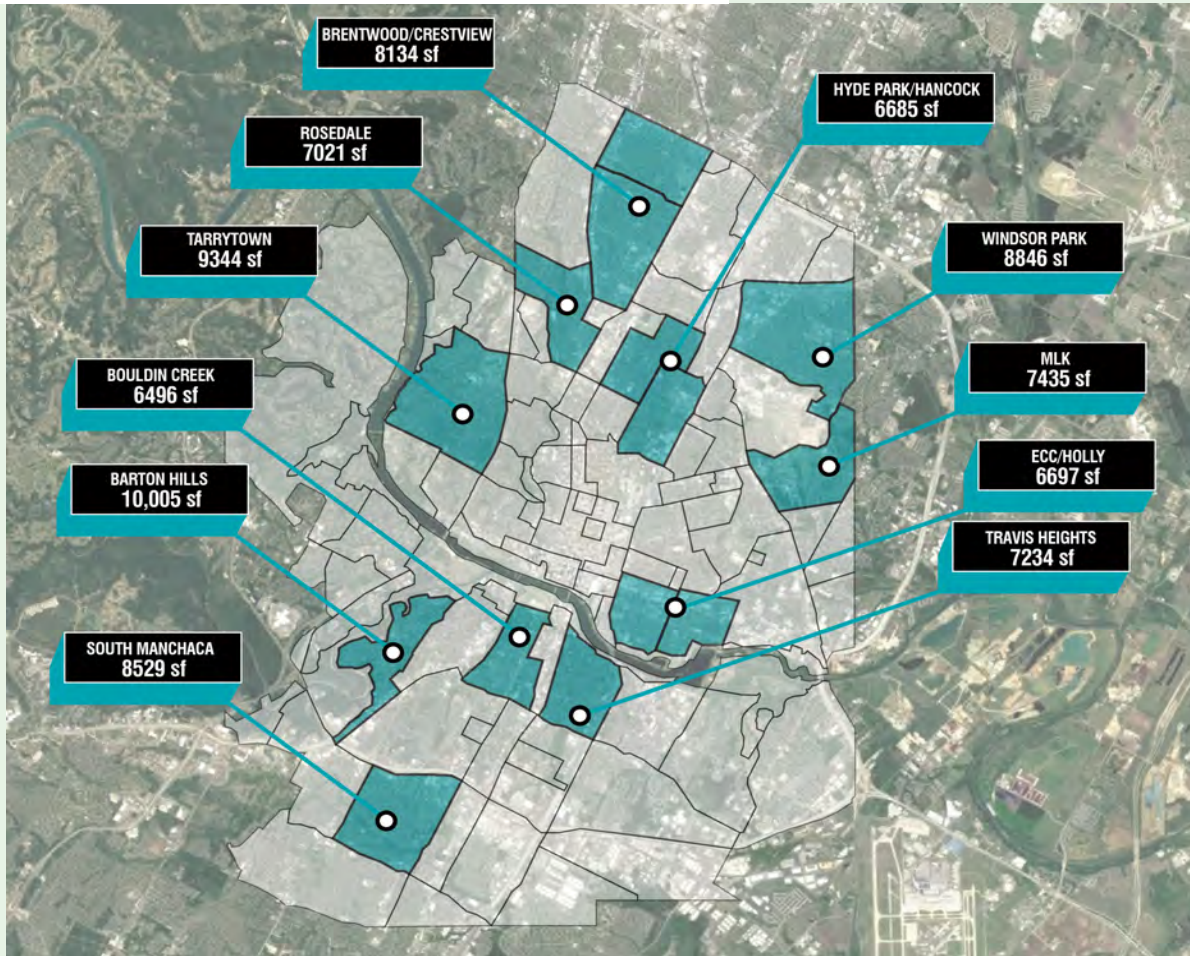 BRENTWOOD/CRESTVIEW
8134 sf
HYDE PARK/HANCOCK
6685 sf
ROSEDALE
7021 sf
TARRYTOWN
9344 sf
WINDSOR PARK
8846 sf
BOULDIN CREEK
6496 sf
MLK
7435 sf
BARTON HILLS
10,005 sf
ECC/HOLLY
6697 sf
TRAVIS HEIGHTS
7234 sf
SOUTH MANCHACA
8529 sf